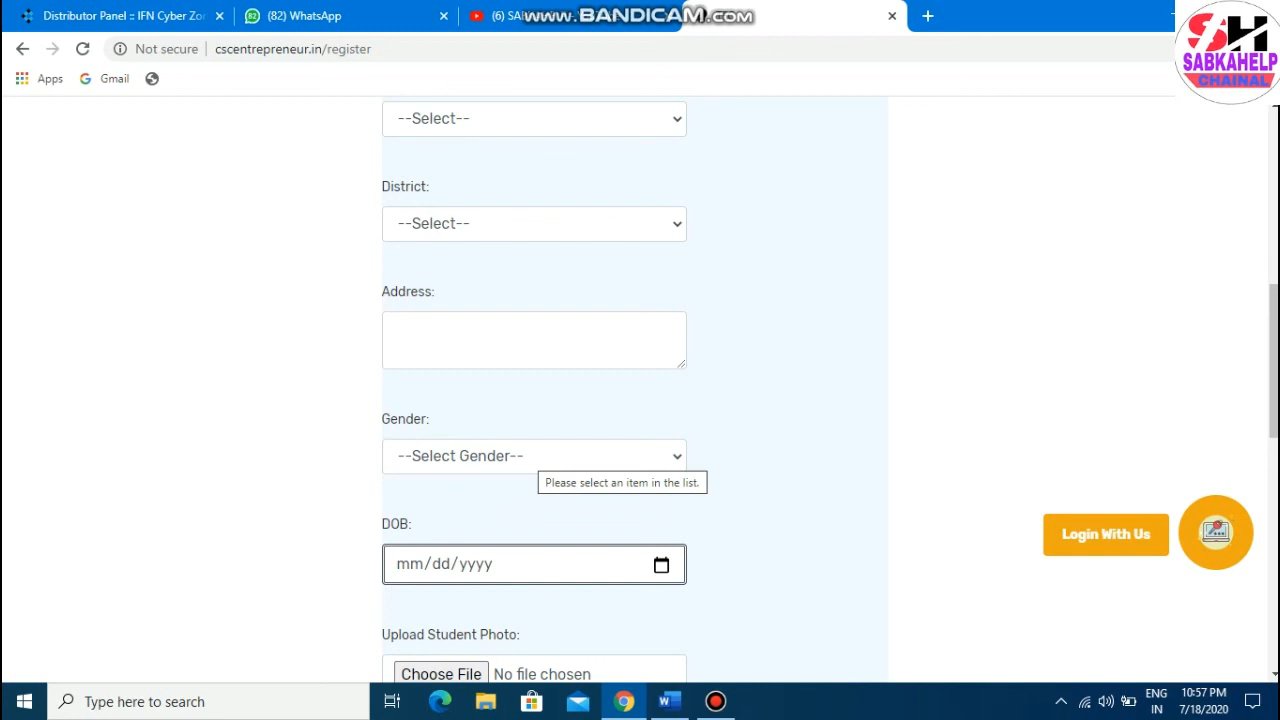 Distributor Panel :: IFN Cyber Zo
(82) WhatsApp
(6) SA
www.BANDICAM.com
SH
SABKAHELP
CHAINAL
Not secure
cscentrepreneur.in/register
Apps
Gmail
--Select--
District:
--Select--
Address:
Gender:
--Select Gender--
Please select an item in the list.
DOB:
mm/dd/yyyy
Login With Us
Upload Student Photo:
Choose File No file chosen
Type here to search
ENG
IN
10:57 PM
7/18/2020